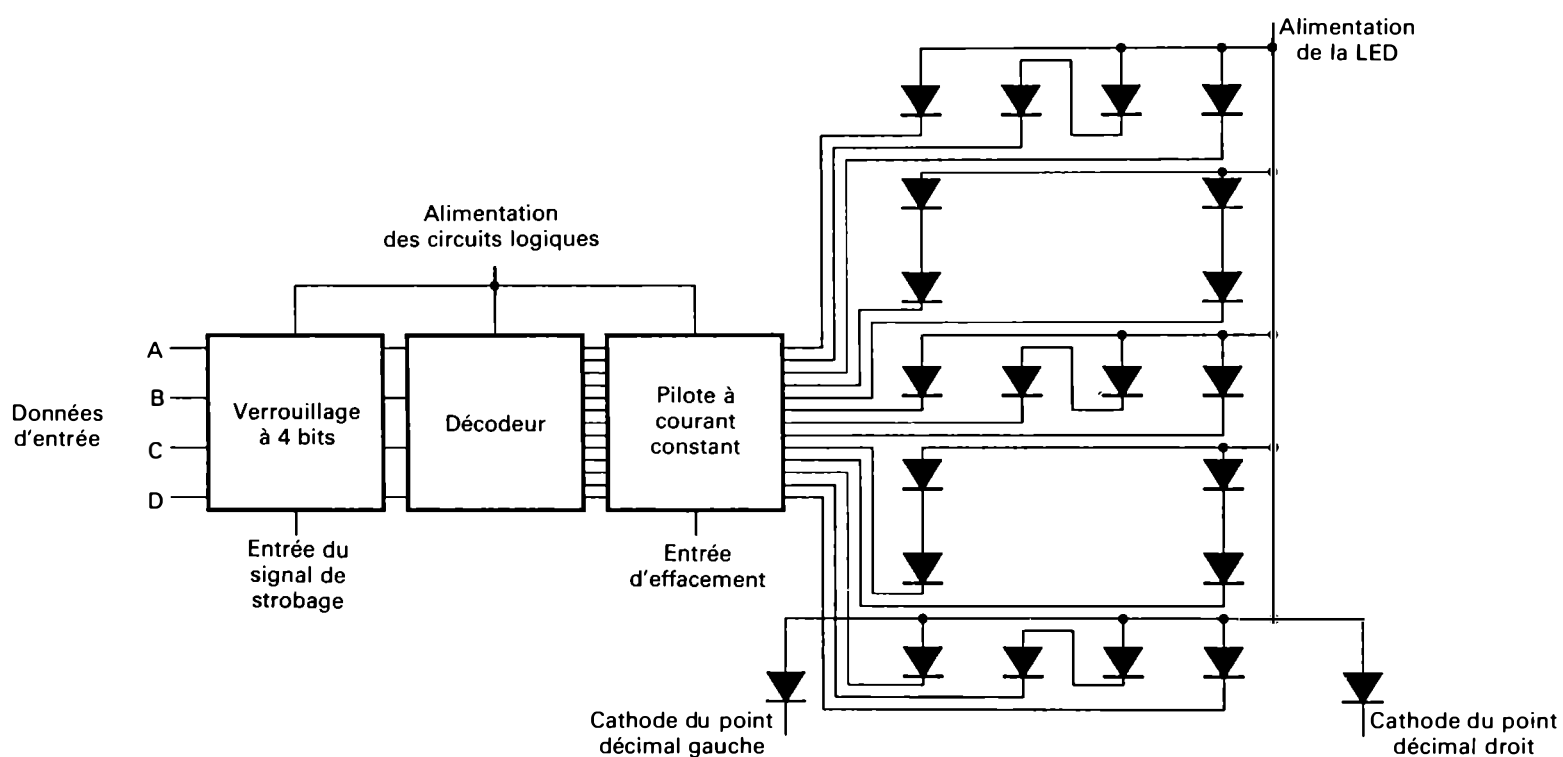 Alimentation
de la LED
Alimentation
des circuits logiques
Données
d'entrée
A
B
C
D
Verrouillage
à 4 bits
Décodeur
Pilote à
courant
constant
Entrée du
signal de
strobage
Entrée
d'effacement
Cathode du point
décimal gauche
Cathode du point
décimal droit